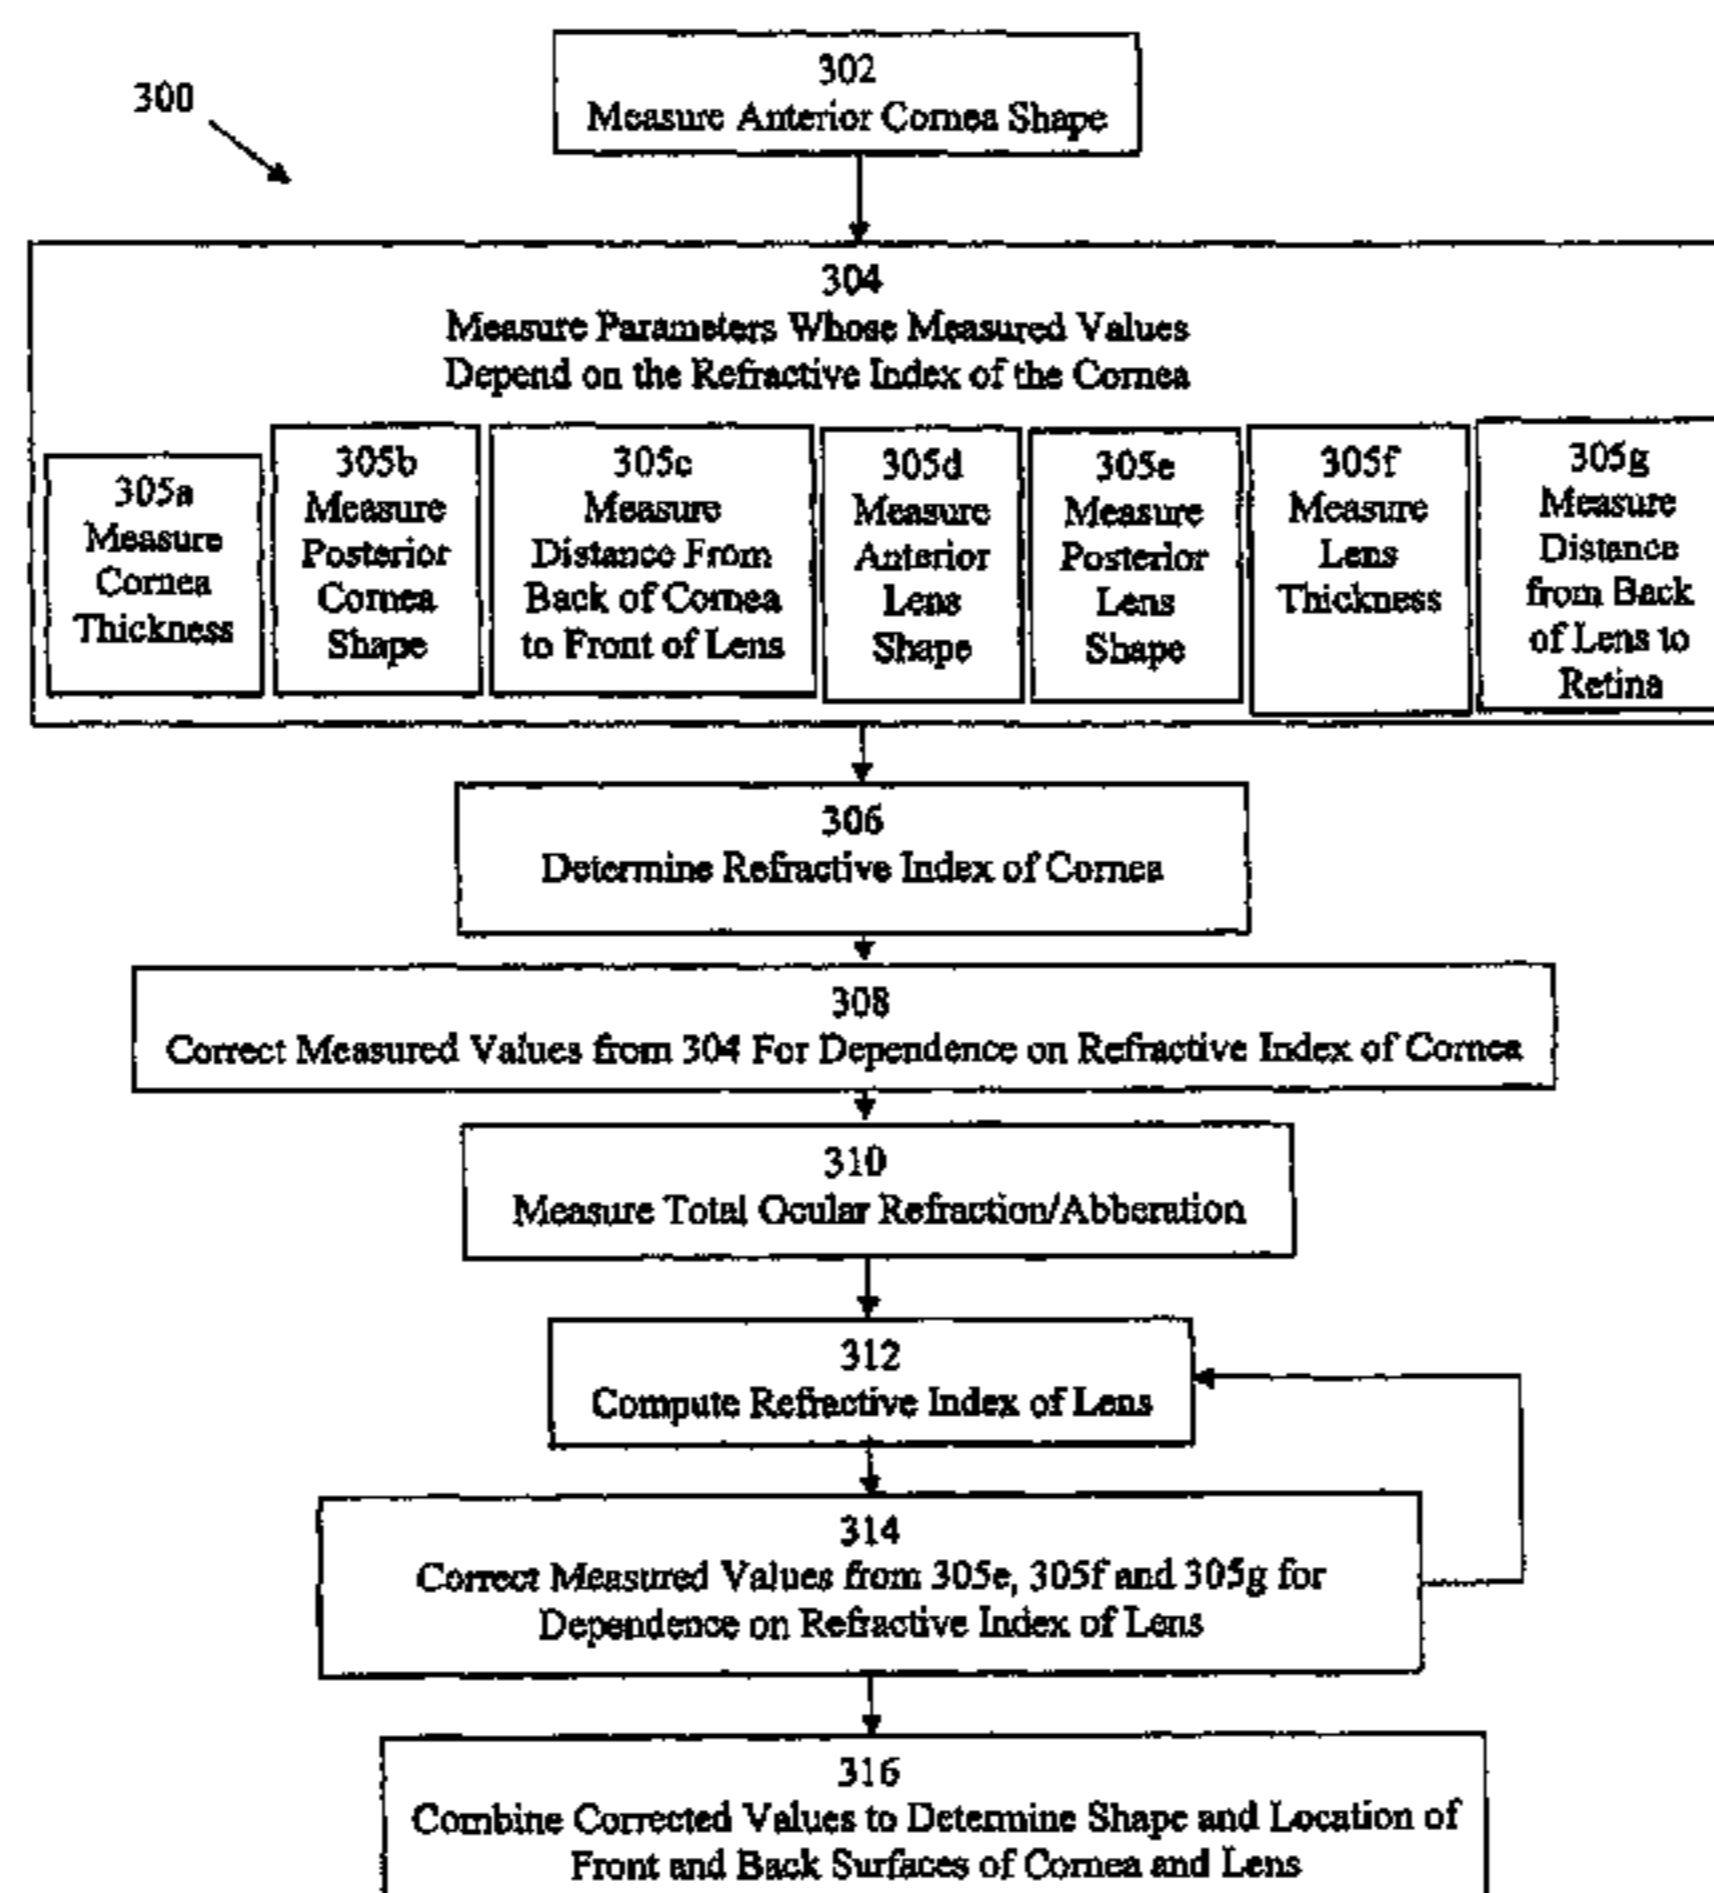 300
302
Measure Anterior Cornea Shape
304
Measure Parameters Whose Measured Values
Depend on the Refractive Index of the Cornea
305a
Measure
Cornea
Thickness
305b
Measure
Posterior
Cornea
Shape
305c
Measure
Distance From
Back of Cornea
to Front of Lens
305d
Measure
Anterior
Lens
Shape
305e
Measure
Posterior
Lens
Shape
305f
Measure
Lens
Thickness
305g
Measure
Distance
from Back
of Lens to
Retina
306
Determine Refractive Index of Cornea
308
Correct Measured Values from 304 For Dependence on Refractive Index of Cornea
310
Measure Total Ocular Refraction/Abberation
312
Compute Refractive Index of Lens
314
Correct Measured Values from 305e, 305f and 305g for
Dependence on Refractive Index of Lens
316
Combine Corrected Values to Determine Shape and Location of
Front and Back Surfaces of Cornea and Lens